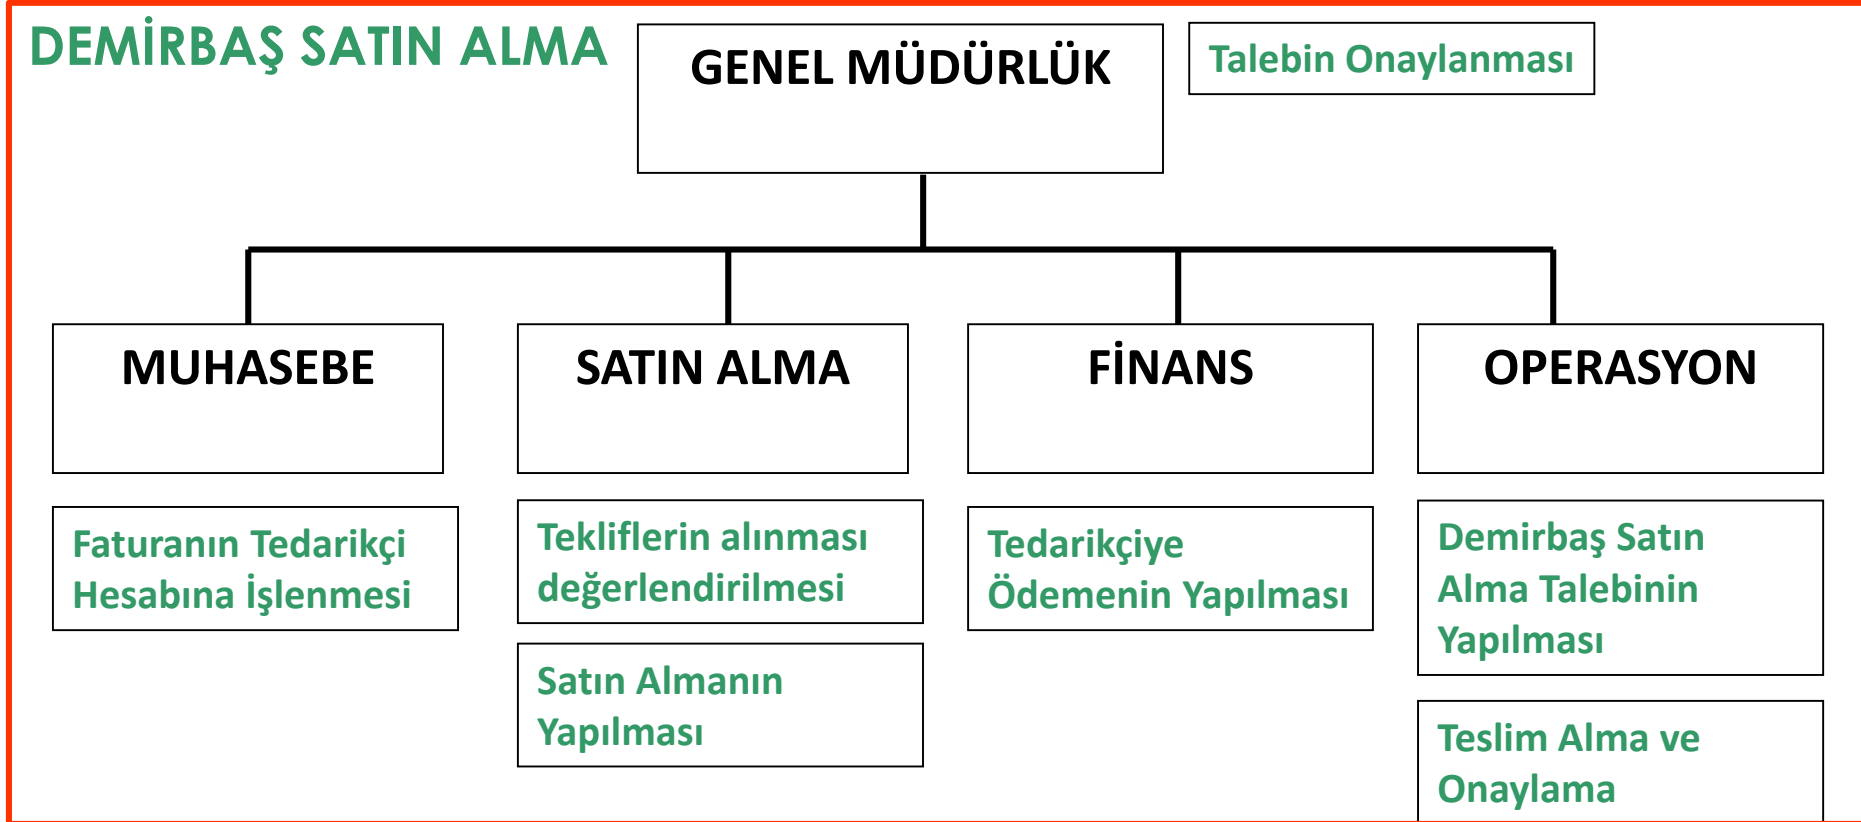 DEMİRBAŞ SATIN ALMA
GENEL MÜDÜRLÜK
Talebin Onaylanması
MUHASEBE
SATIN ALMA
FİNANS
OPERASYON
Faturanın Tedarikçi
Hesabına İşlenmesi
Tekliflerin alınması
değerlendirilmesi
Satın Almanın
Yapılması
Tedarikçiye
Ödemenin Yapılması
Demirbaş Satın
Alma Talebinin
Yapılması
Teslim Alma ve
Onaylama